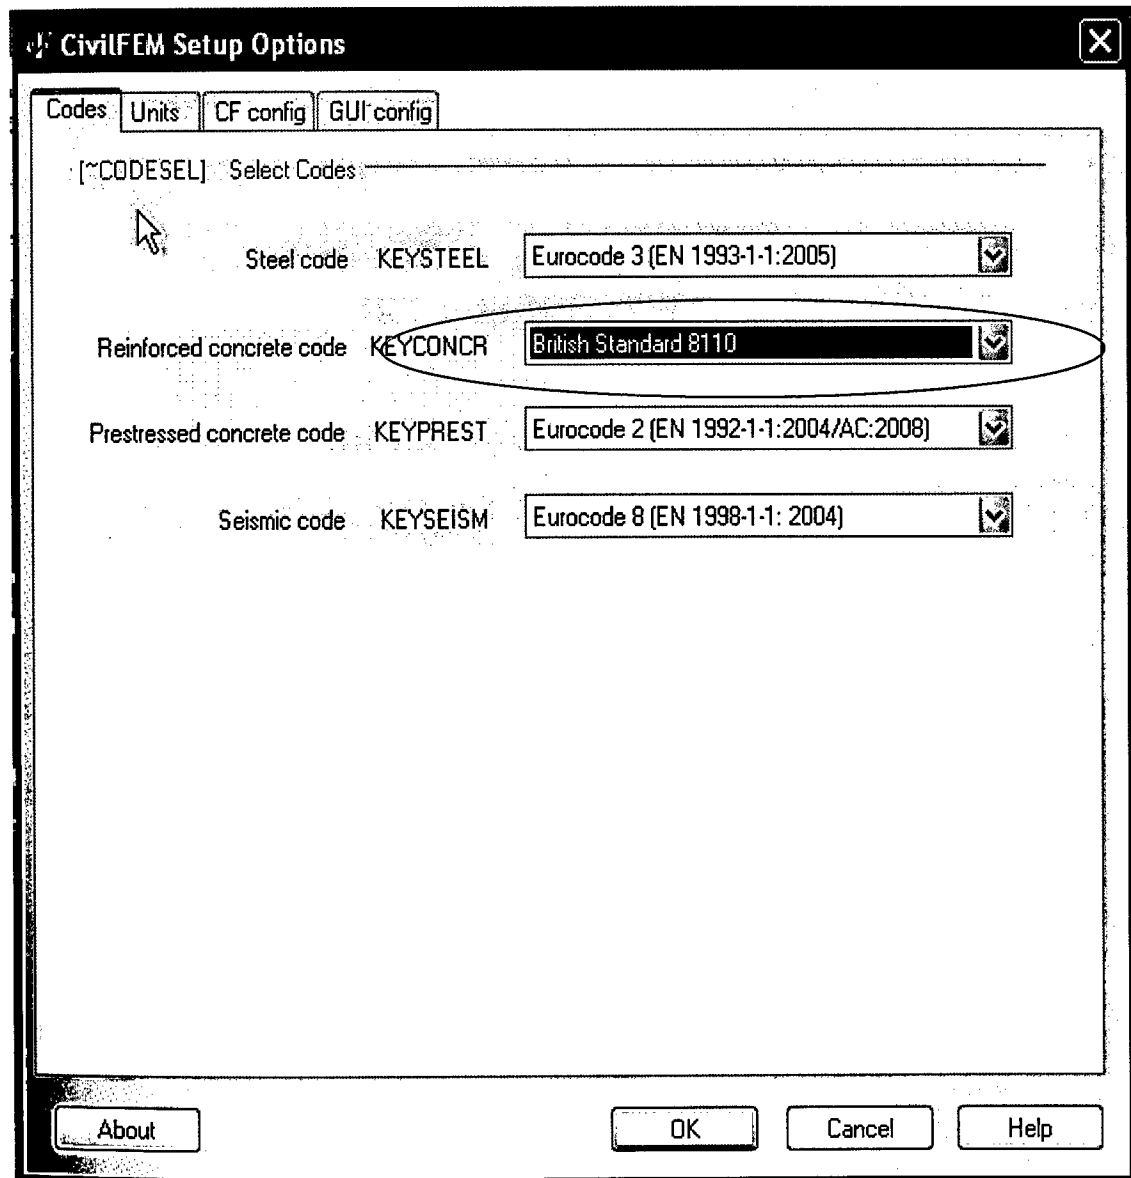 CivilFEM Setup Options
Codes Units CF config GUI config
[~CODESEL] Select Codes
Steel code KEYSTEEL Eurocode 3 (EN 1993-1-1:2005)
Reinforced concrete code KEYCONCR British Standard 8110
Prestressed concrete code KEYPREST Eurocode 2 (EN 1992-1-1:2004/AC:2008)
Seismic code KEYSEISM Eurocode 8 (EN 1998-1-1: 2004)
About OK Cancel Help